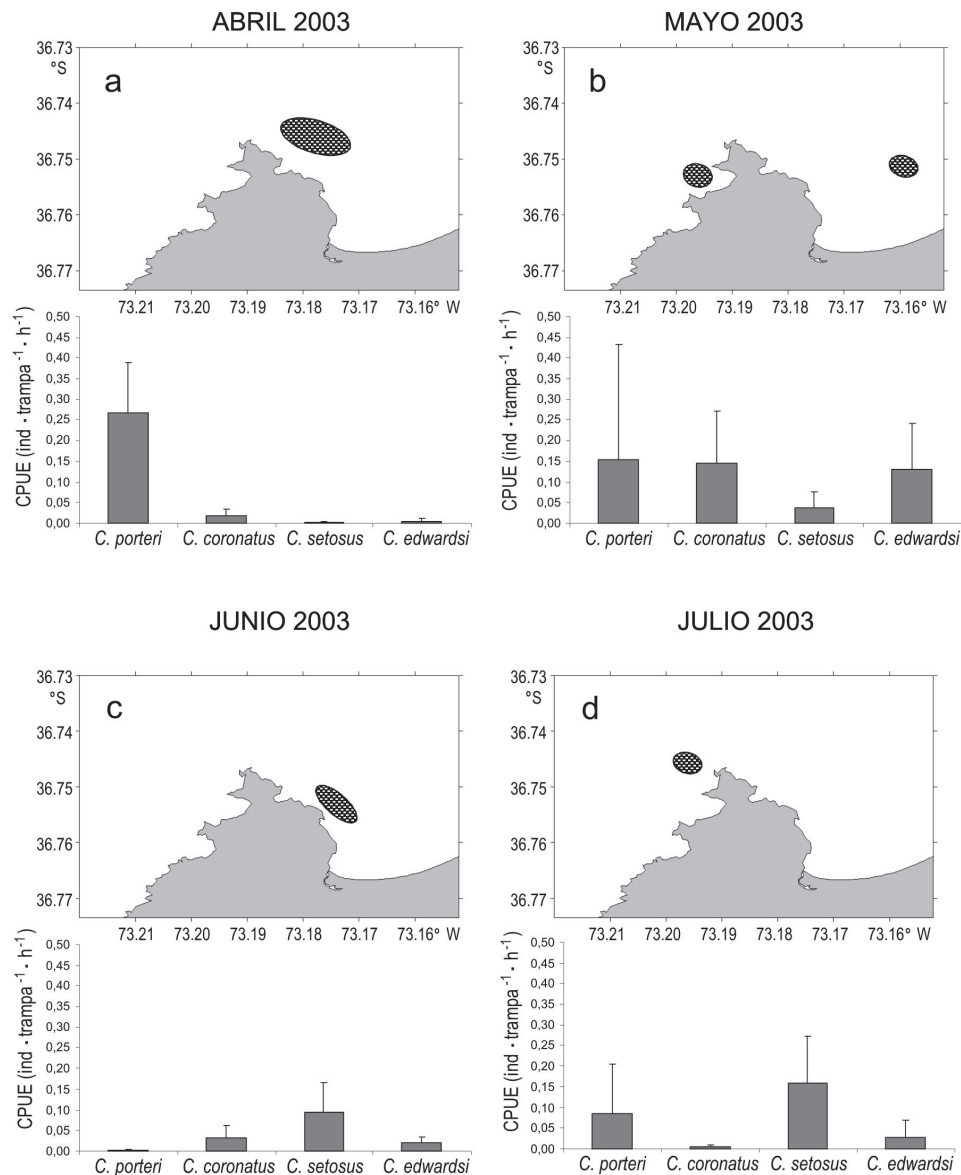 ABRIL 2003
36.73
°S
36.74
36.75
36.76
36.77
a
73.21 73.20 73.19 73.18 73.17 73.16° W
CPUE (ind • trampa⁻¹ • h⁻¹)
0,50
0,45
0,40
0,35
0,30
0,25
0,20
0,15
0,10
0,05
0,00
C. porteri C. coronatus C. setosus C. edwardsi
MAYO 2003
36.73
°S
36.74
36.75
36.76
36.77
b
73.21 73.20 73.19 73.18 73.17 73.16° W
CPUE (ind • trampa⁻¹ • h⁻¹)
0,50
0,45
0,40
0,35
0,30
0,25
0,20
0,15
0,10
0,05
0,00
C. porteri C. coronatus C. setosus C. edwardsi
JUNIO 2003
36.73
°S
36.74
36.75
36.76
36.77
c
73.21 73.20 73.19 73.18 73.17 73.16° W
CPUE (ind • trampa⁻¹ • h⁻¹)
0,50
0,45
0,40
0,35
0,30
0,25
0,20
0,15
0,10
0,05
0,00
C. porteri C. coronatus C. setosus C. edwardsi
JULIO 2003
36.73
°S
36.74
36.75
36.76
36.77
d
73.21 73.20 73.19 73.18 73.17 73.16° W
CPUE (ind • trampa⁻¹ • h⁻¹)
0,50
0,45
0,40
0,35
0,30
0,25
0,20
0,15
0,10
0,05
0,00
C. porteri C. coronatus C. setosus C. edwardsi